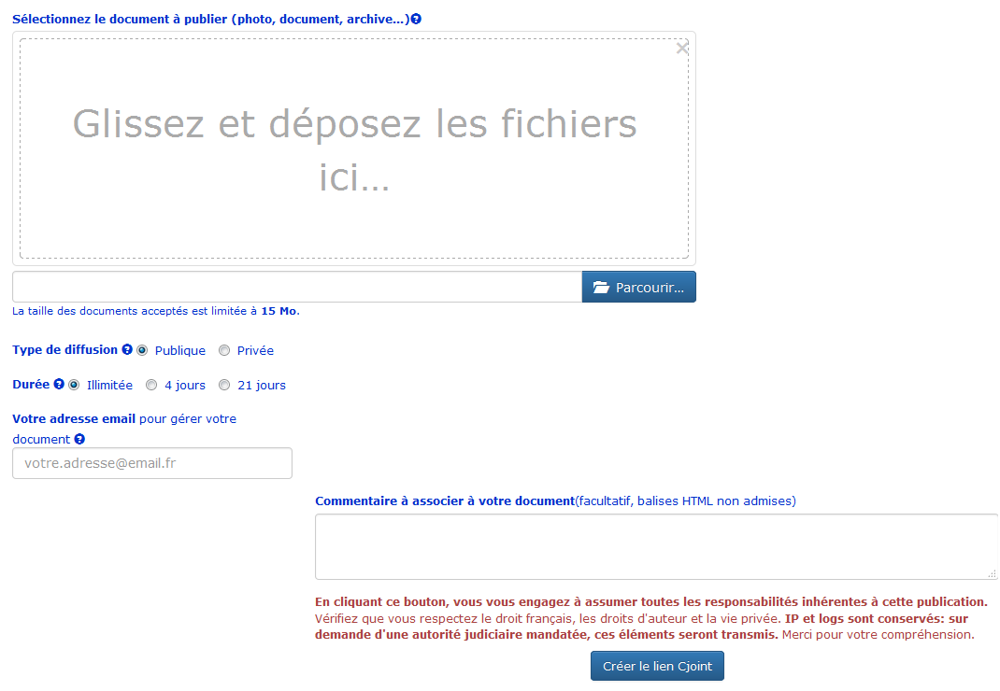 Sélectionnez le document à publier (photo, document, archive...)
Glissez et déposez les fichiers
ici...
Parcourir...
La taille des documents acceptés est limitée à 15 Mo.
Type de diffusion Publique Privée
Durée Illimitée 4 jours 21 jours
Votre adresse email pour gérer votre
document
votre.adresse@email.fr
Commentaire à associer à votre document(facultatif, balises HTML non admises)
En cliquant ce bouton, vous vous engagez à assumer toutes les responsabilités inhérentes à cette publication.
Vérifiez que vous respectez le droit français, les droits d'auteur et la vie privée. IP et logs sont conservés: sur
demande d'une autorité judiciaire mandatée, ces éléments seront transmis. Merci pour votre compréhension.
Créer le lien Cjoint